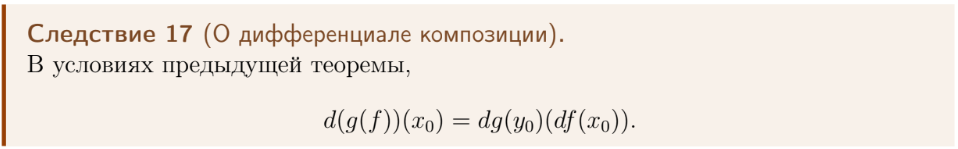 Следствие 17 (О дифференциале композиции).
В условиях предыдущей теоремы,
d(g(f))(x₀) = dg(y₀)(df(x₀)).